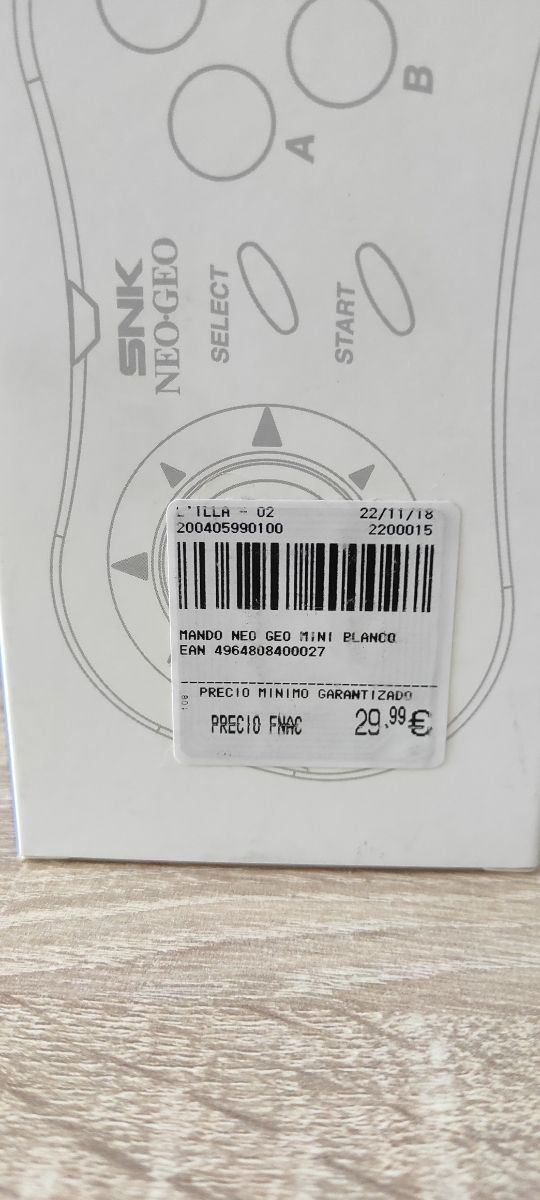 B
A
SNK
NEO·GEO
SELECT
START
L'ILLA - 02 22/11/18
200405990100 2200015
MANDO NEO GEO MINI BLANCO
EAN 4964808400027
PRECIO MINIMO GARANTIZADO
108
PRECIO FNAC 29.99€